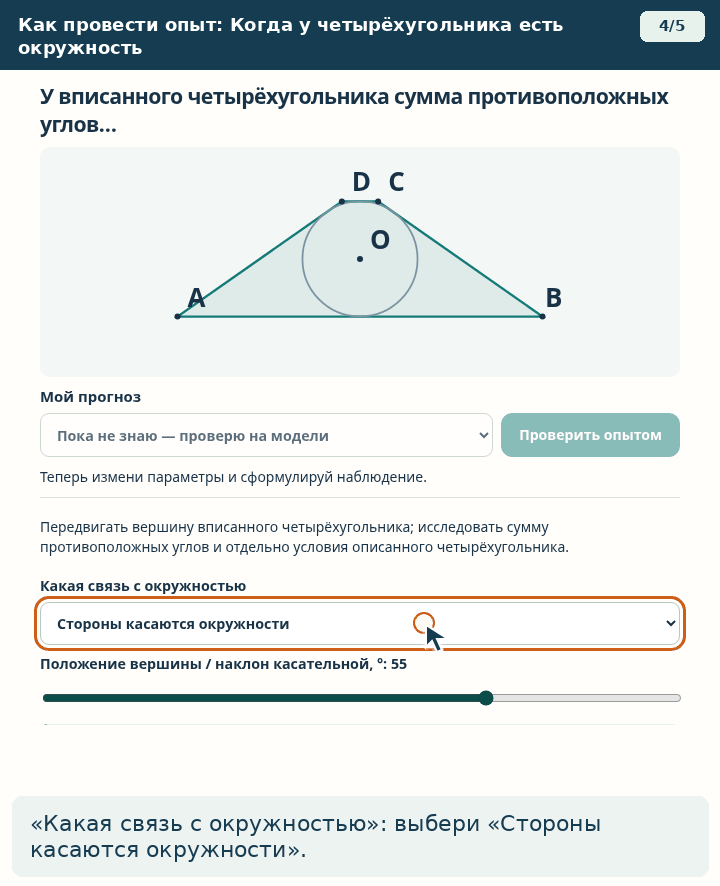 Как провести опыт: Когда у четырёхугольника есть
окружность
4/5
У вписанного четырёхугольника сумма противоположных
углов…
D C
O
A
B
Мой прогноз
Пока не знаю — проверю на модели
Проверить опытом
Теперь измени параметры и сформулируй наблюдение.
Передвигать вершину вписанного четырёхугольника; исследовать сумму
противоположных углов и отдельно условия описанного четырёхугольника.
Какая связь с окружностью
Стороны касаются окружности
Положение вершины / наклон касательной, °: 55
«Какая связь с окружностью»: выбери «Стороны
касаются окружности».